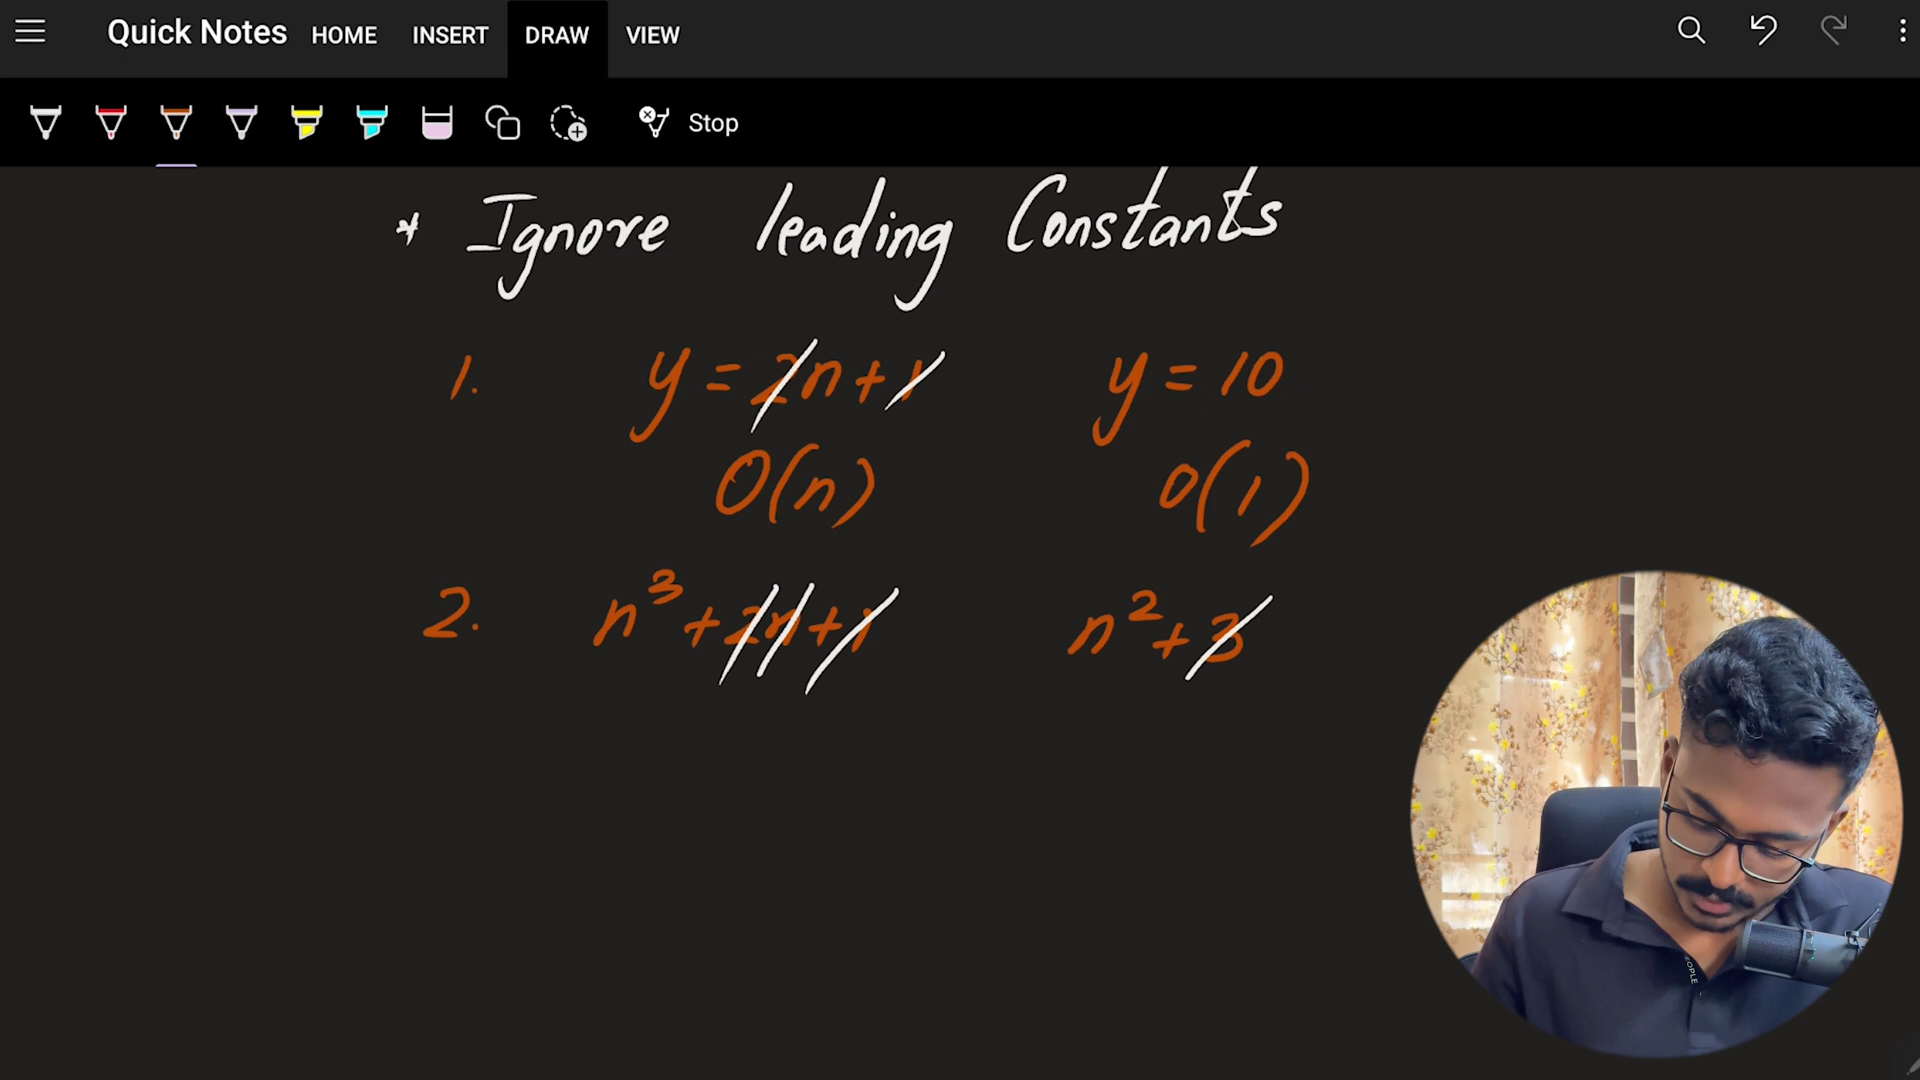 Quick Notes HOME INSERT DRAW VIEW
Stop
* Ignore leading Constants
1. y = 2n + 1 y = 10
O(n) O(1)
2. n³ + 2n + 1 n² + 3
OPLE